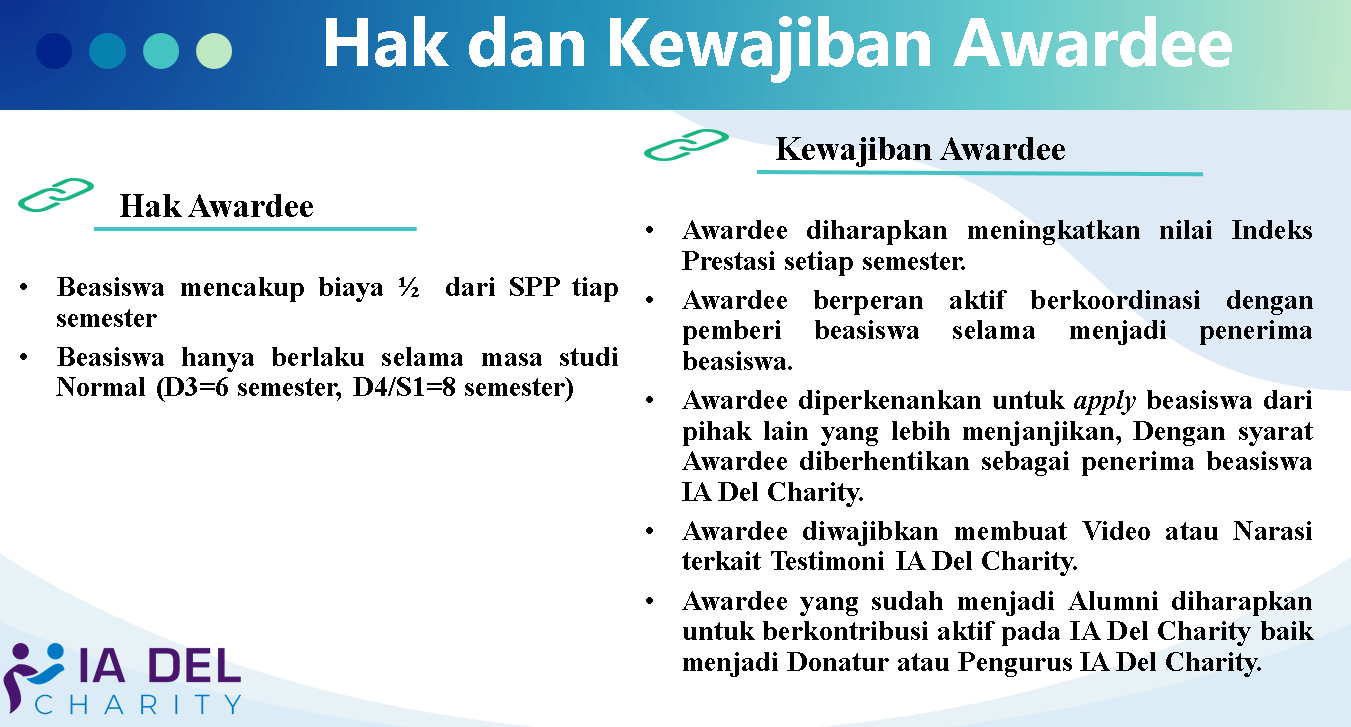 Hak dan Kewajiban Awardee
Hak Awardee
• Beasiswa mencakup biaya ½ dari SPP tiap
semester
• Beasiswa hanya berlaku selama masa studi
Normal (D3=6 semester, D4/S1=8 semester)
Kewajiban Awardee
• Awardee diharapkan meningkatkan nilai Indeks
Prestasi setiap semester.
• Awardee berperan aktif berkoordinasi dengan
pemberi beasiswa selama menjadi penerima
beasiswa.
• Awardee diperkenankan untuk apply beasiswa dari
pihak lain yang lebih menjanjikan, Dengan syarat
Awardee diberhentikan sebagai penerima beasiswa
IA Del Charity.
• Awardee diwajibkan membuat Video atau Narasi
terkait Testimoni IA Del Charity.
• Awardee yang sudah menjadi Alumni diharapkan
untuk berkontribusi aktif pada IA Del Charity baik
menjadi Donatur atau Pengurus IA Del Charity.
IA DEL
CHARITY